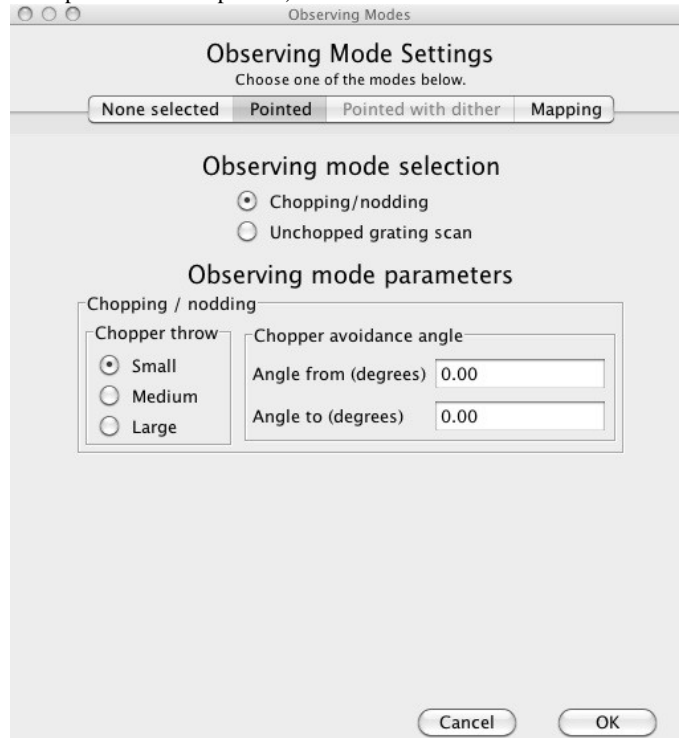 Observing Modes
Observing Mode Settings
Choose one of the modes below.
None selected Pointed Pointed with dither Mapping
Observing mode selection
Chopping/nodding
Unchopped grating scan
Observing mode parameters
Chopping / nodding
Chopper throw
Small
Medium
Large
Chopper avoidance angle
Angle from (degrees) 0.00
Angle to (degrees) 0.00
Cancel OK